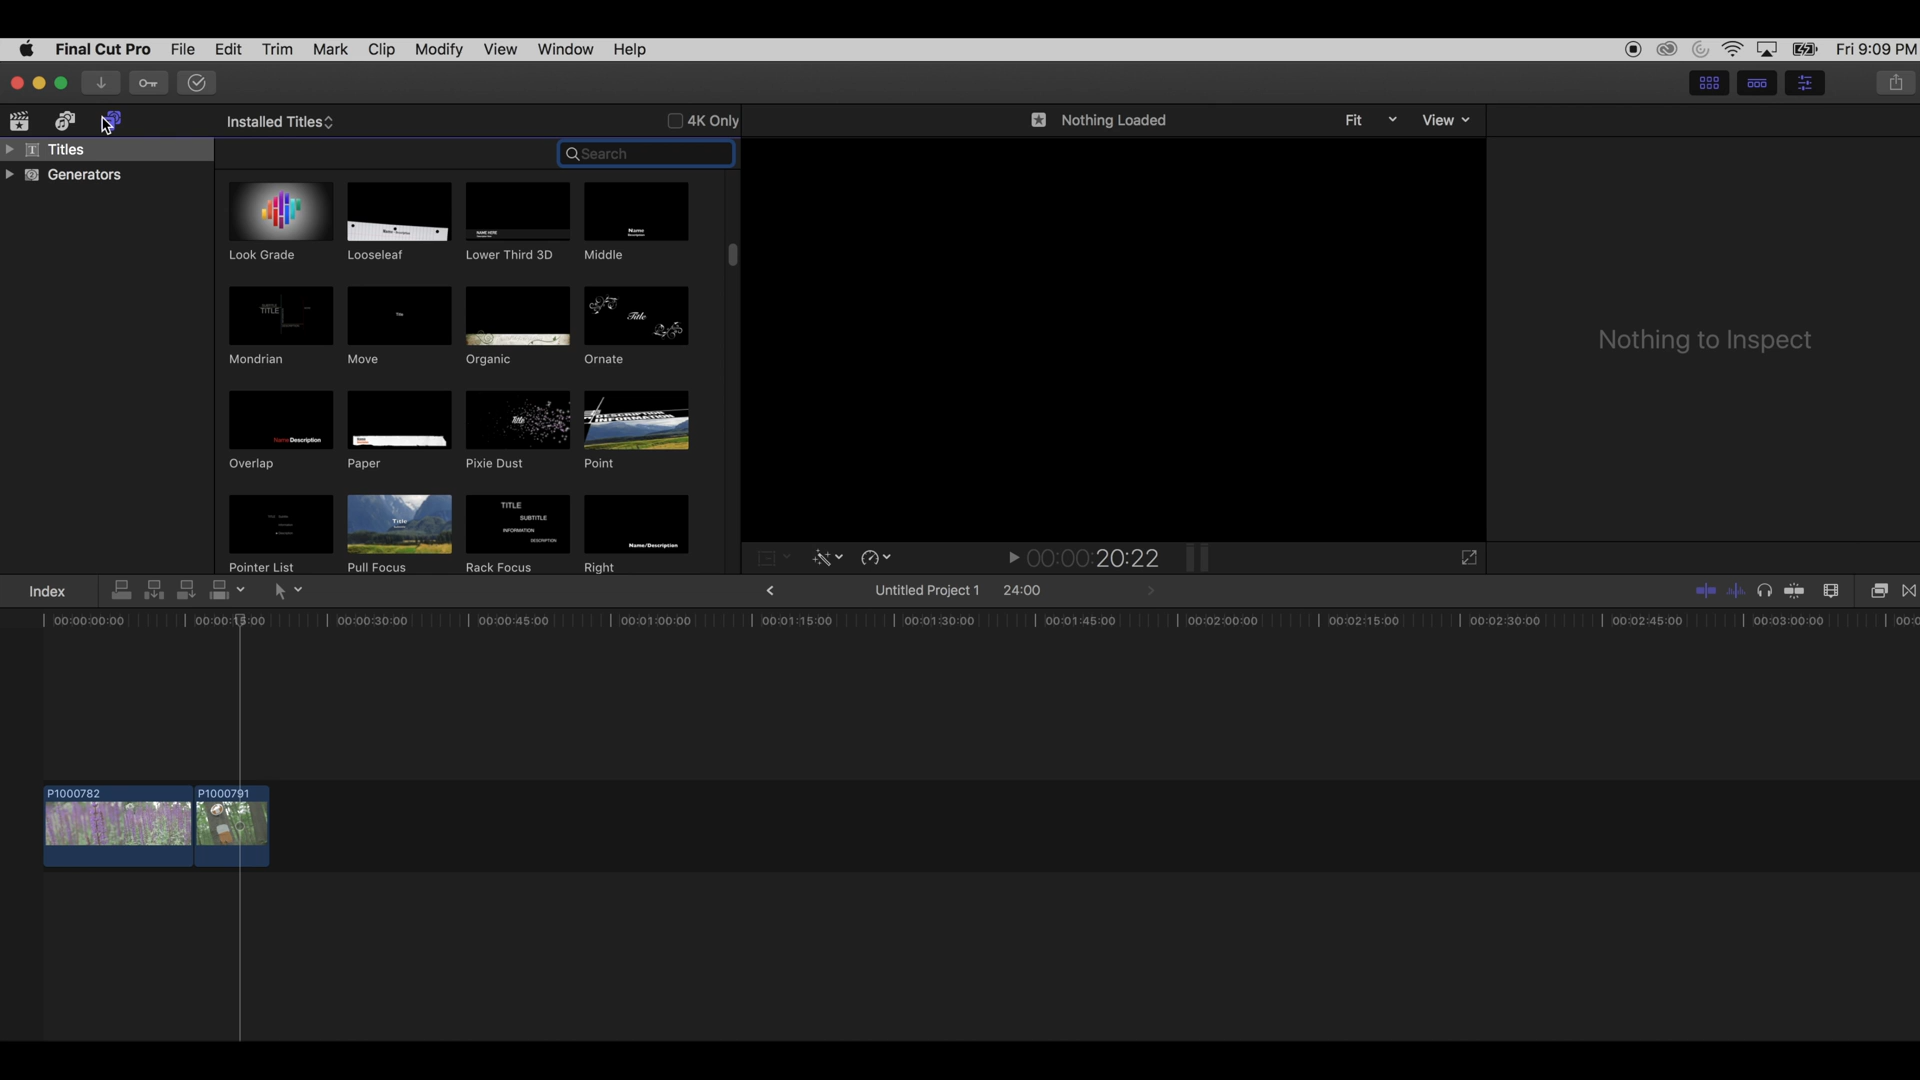 Final Cut Pro File Edit Trim Mark Clip Modify View Window Help Fri 9:09 PM
Installed Titles 4K Only Nothing Loaded Fit View
Titles
Search
Generators
Look Grade Looseleaf Lower Third 3D Middle
Nothing to Inspect
Mondrian Move Organic Ornate
Overlap Paper Pixie Dust Point
Pointer List Pull Focus Rack Focus Right
00:00:00:20:22
Index Untitled Project 1 24:00
00:00:00:00 00:00:15:00 00:00:30:00 00:00:45:00 00:01:00:00 00:01:15:00 00:01:30:00 00:01:45:00 00:02:00:00 00:02:15:00 00:02:30:00 00:02:45:00 00:03:00:00
P1000782 P1000791